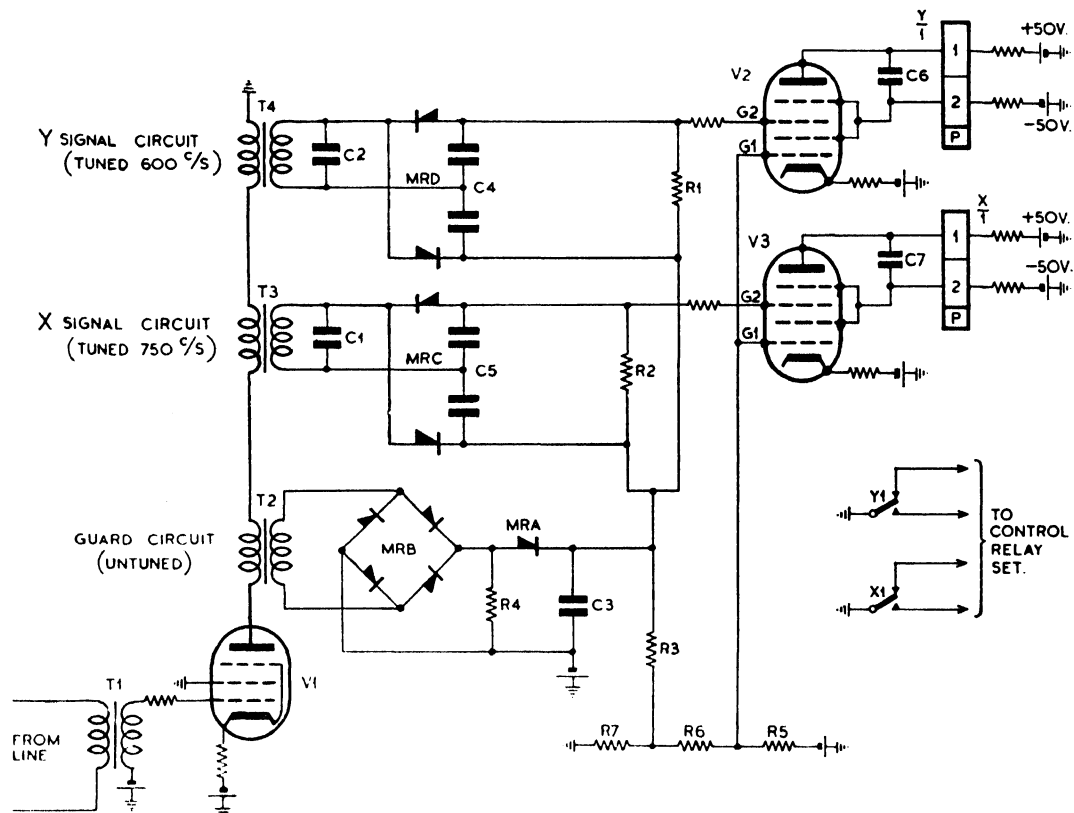 Y
1
+50V.
1
C6
V2
2
-50V.
P
T4
Y SIGNAL CIRCUIT
(TUNED 600 C/S)
C2
MRD
C4
G2
G1
R1
X
1
+50V.
V3
1
C7
-50V.
2
P
T3
X SIGNAL CIRCUIT
(TUNED 750 C/S)
C1
MRC
C5
G2
G1
R2
T2
GUARD CIRCUIT
(UNTUNED)
MRB
MRA
R4
C3
Y1
X1
TO
CONTROL
RELAY
SET.
R3
V1
T1
FROM
LINE
R7
R6
R5